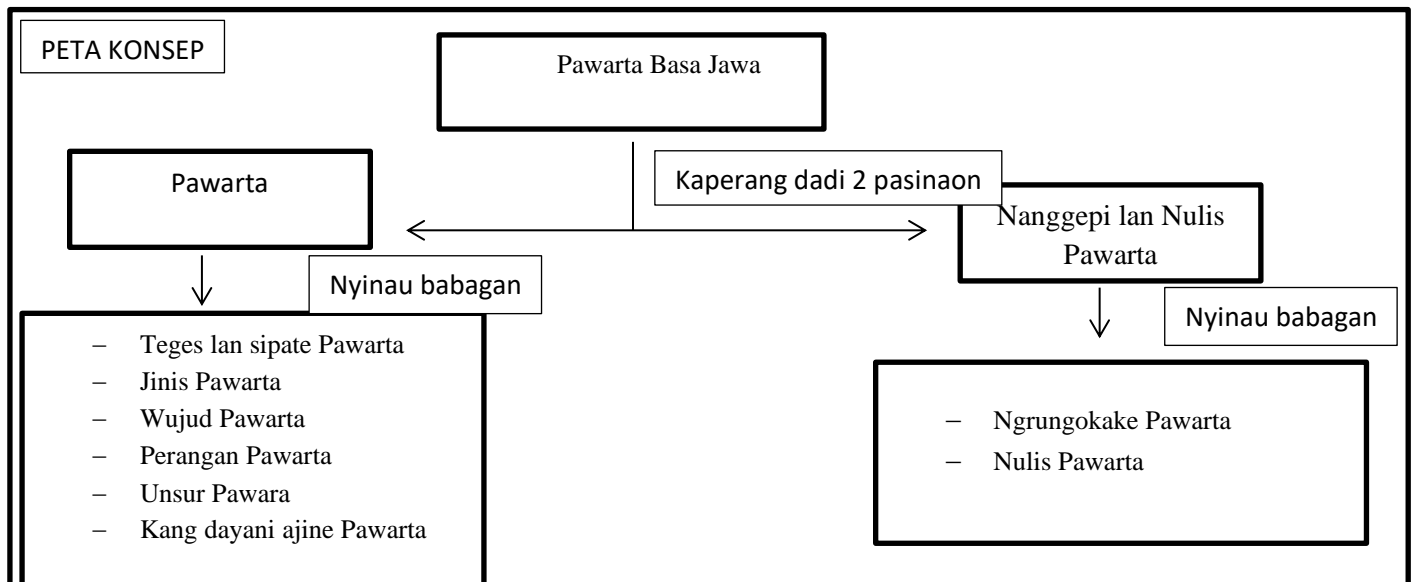 PETA KONSEP
Pawarta Basa Jawa
Kaperang dadi 2 pasinaon
Pawarta
Nanggepi lan Nulis
Pawarta
Nyinau babagan
Nyinau babagan
– Teges lan sipate Pawarta
– Jinis Pawarta
– Wujud Pawarta
– Perangan Pawarta
– Unsur Pawara
– Kang dayani ajine Pawarta
– Ngrungokake Pawarta
– Nulis Pawarta